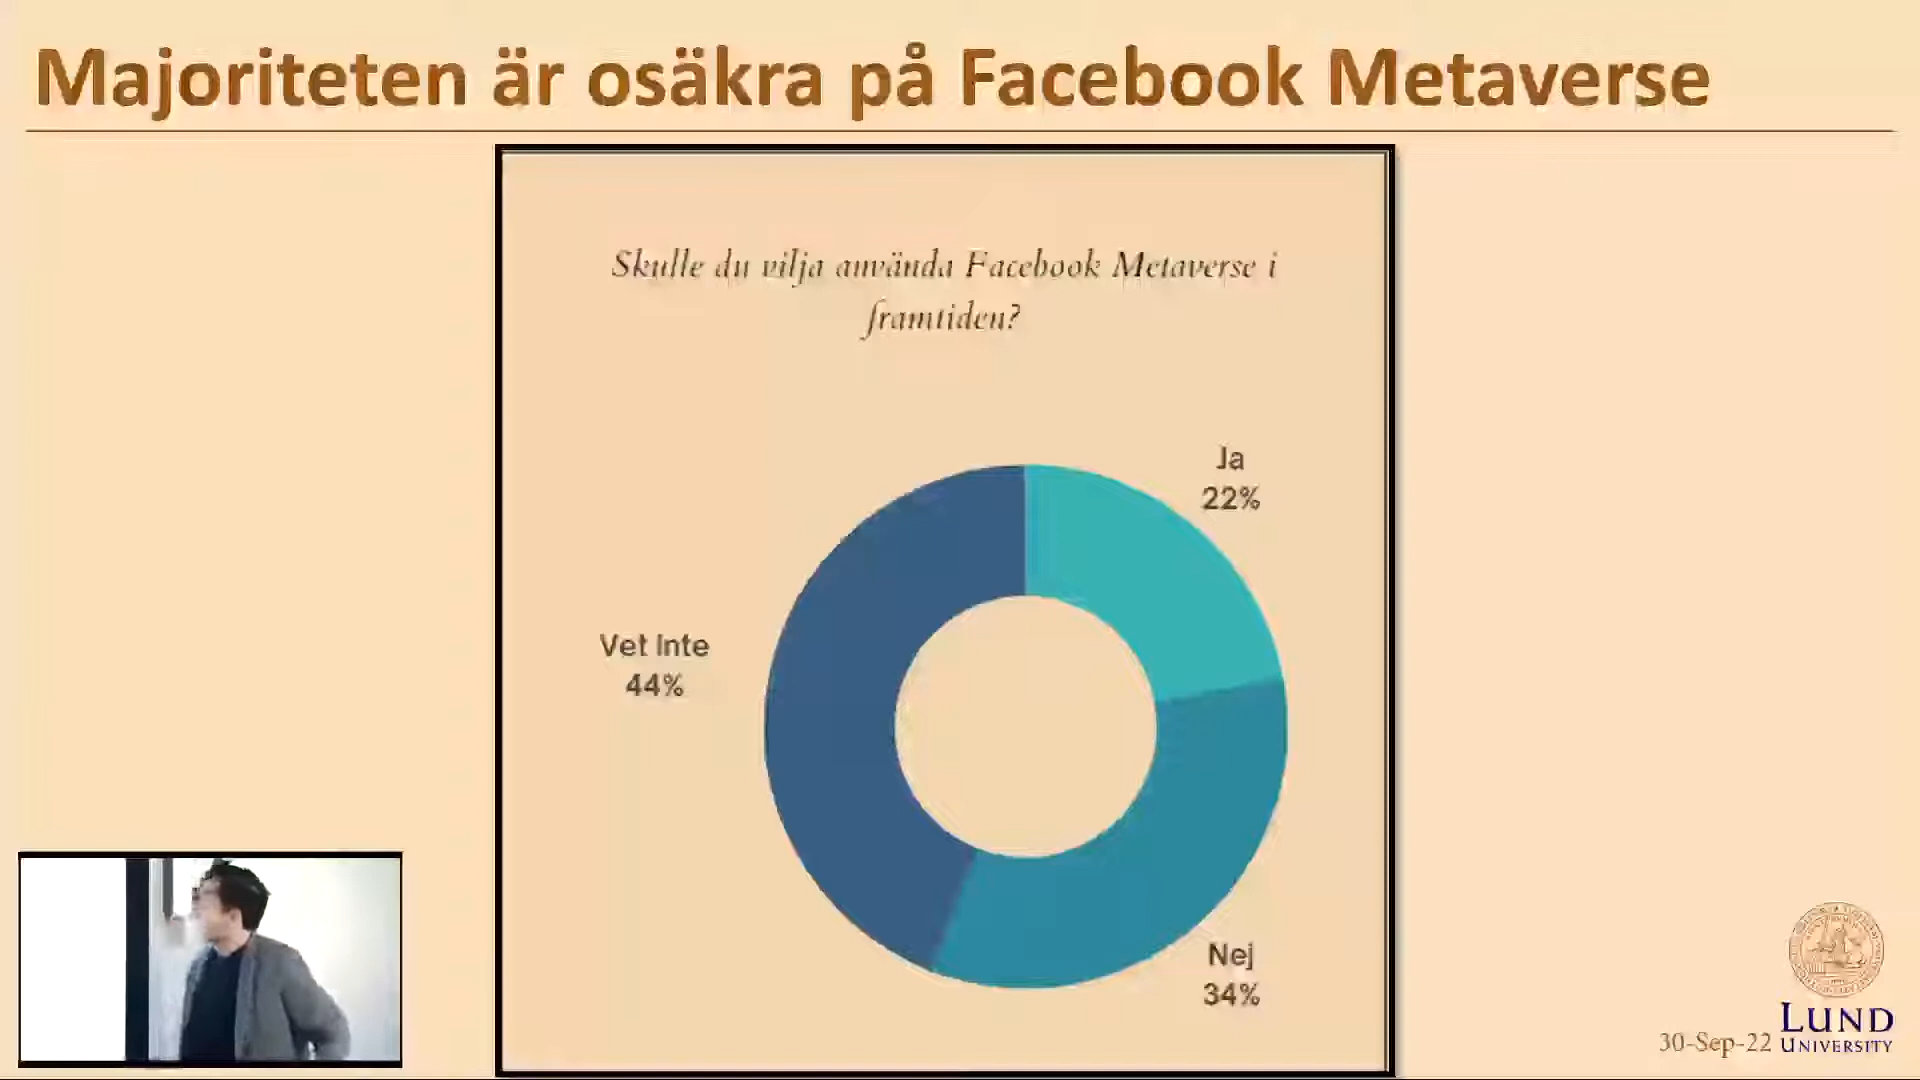 Majoriteten är osäkra på Facebook Metaverse
Skulle du vilja använda Facebook Metaverse i
framtiden?
Ja
22%
Vet Inte
44%
Nej
34%
30-Sep-22
LUND
UNIVERSITY